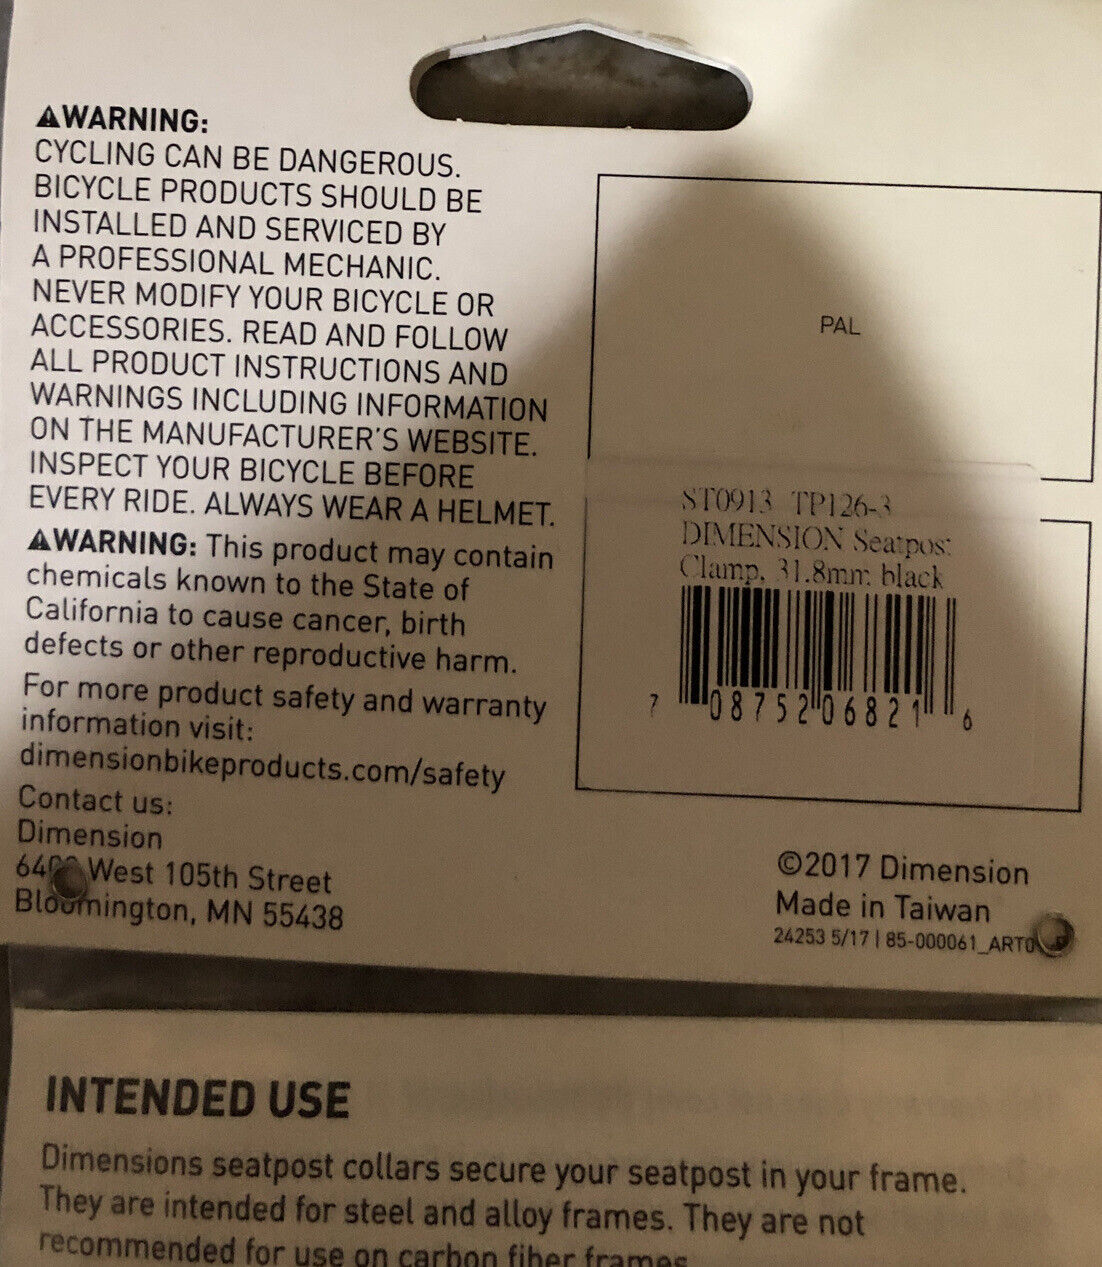 ⚠WARNING:
CYCLING CAN BE DANGEROUS.
BICYCLE PRODUCTS SHOULD BE
INSTALLED AND SERVICED BY
A PROFESSIONAL MECHANIC.
NEVER MODIFY YOUR BICYCLE OR
ACCESSORIES. READ AND FOLLOW
ALL PRODUCT INSTRUCTIONS AND
WARNINGS INCLUDING INFORMATION
ON THE MANUFACTURER'S WEBSITE.
INSPECT YOUR BICYCLE BEFORE
EVERY RIDE. ALWAYS WEAR A HELMET.
⚠WARNING: This product may contain
chemicals known to the State of
California to cause cancer, birth
defects or other reproductive harm.
For more product safety and warranty
information visit:
dimensionbikeproducts.com/safety
Contact us:
Dimension
West 105th Street
Bloomington, MN 55438
PAL
ST0913 TP126-3
DIMENSION Seatpost
Clamp, 31.8mm black
7 08752 06821 6
©2017 Dimension
Made in Taiwan
24253 5/17 | 85-000061_ART
INTENDED USE
Dimensions seatpost collars secure your seatpost in your frame.
They are intended for steel and alloy frames. They are not
recommended for use on carbon fiber frames